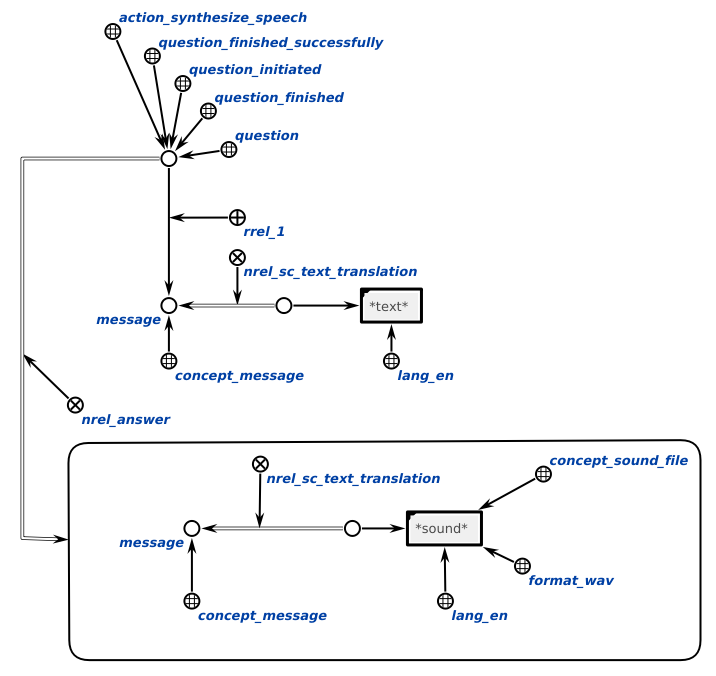 action_synthesize_speech
question_finished_successfully
question_initiated
question_finished
question
rrel_1
nrel_sc_text_translation
*text*
message
concept_message
lang_en
nrel_answer
concept_sound_file
nrel_sc_text_translation
*sound*
message
format_wav
concept_message
lang_en